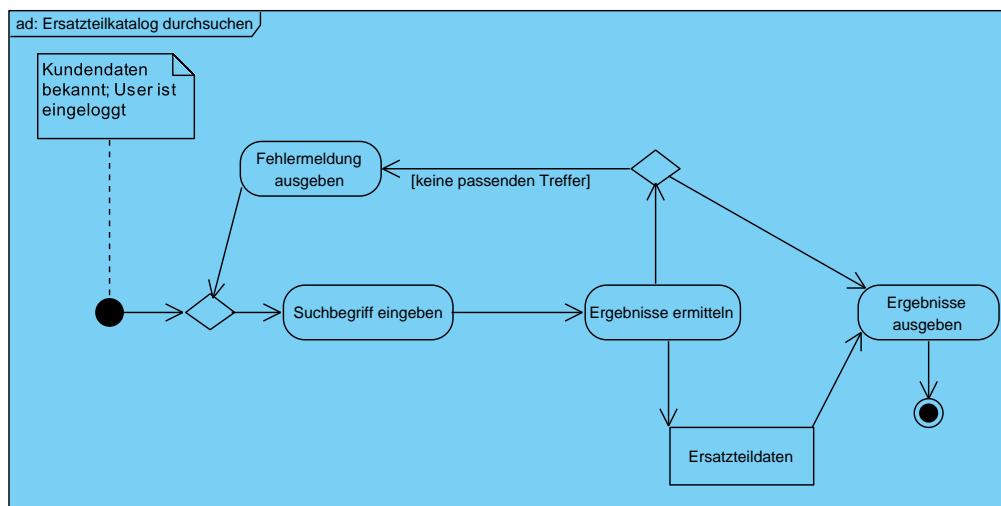 ad: Ersatzteilkatalog durchsuchen
Kundendaten
bekannt; User ist
eingeloggt
Fehlermeldung
ausgeben
[keine passenden Treffer]
Suchbegriff eingeben
Ergebnisse ermitteln
Ergebnisse
ausgeben
Ersatzteildaten